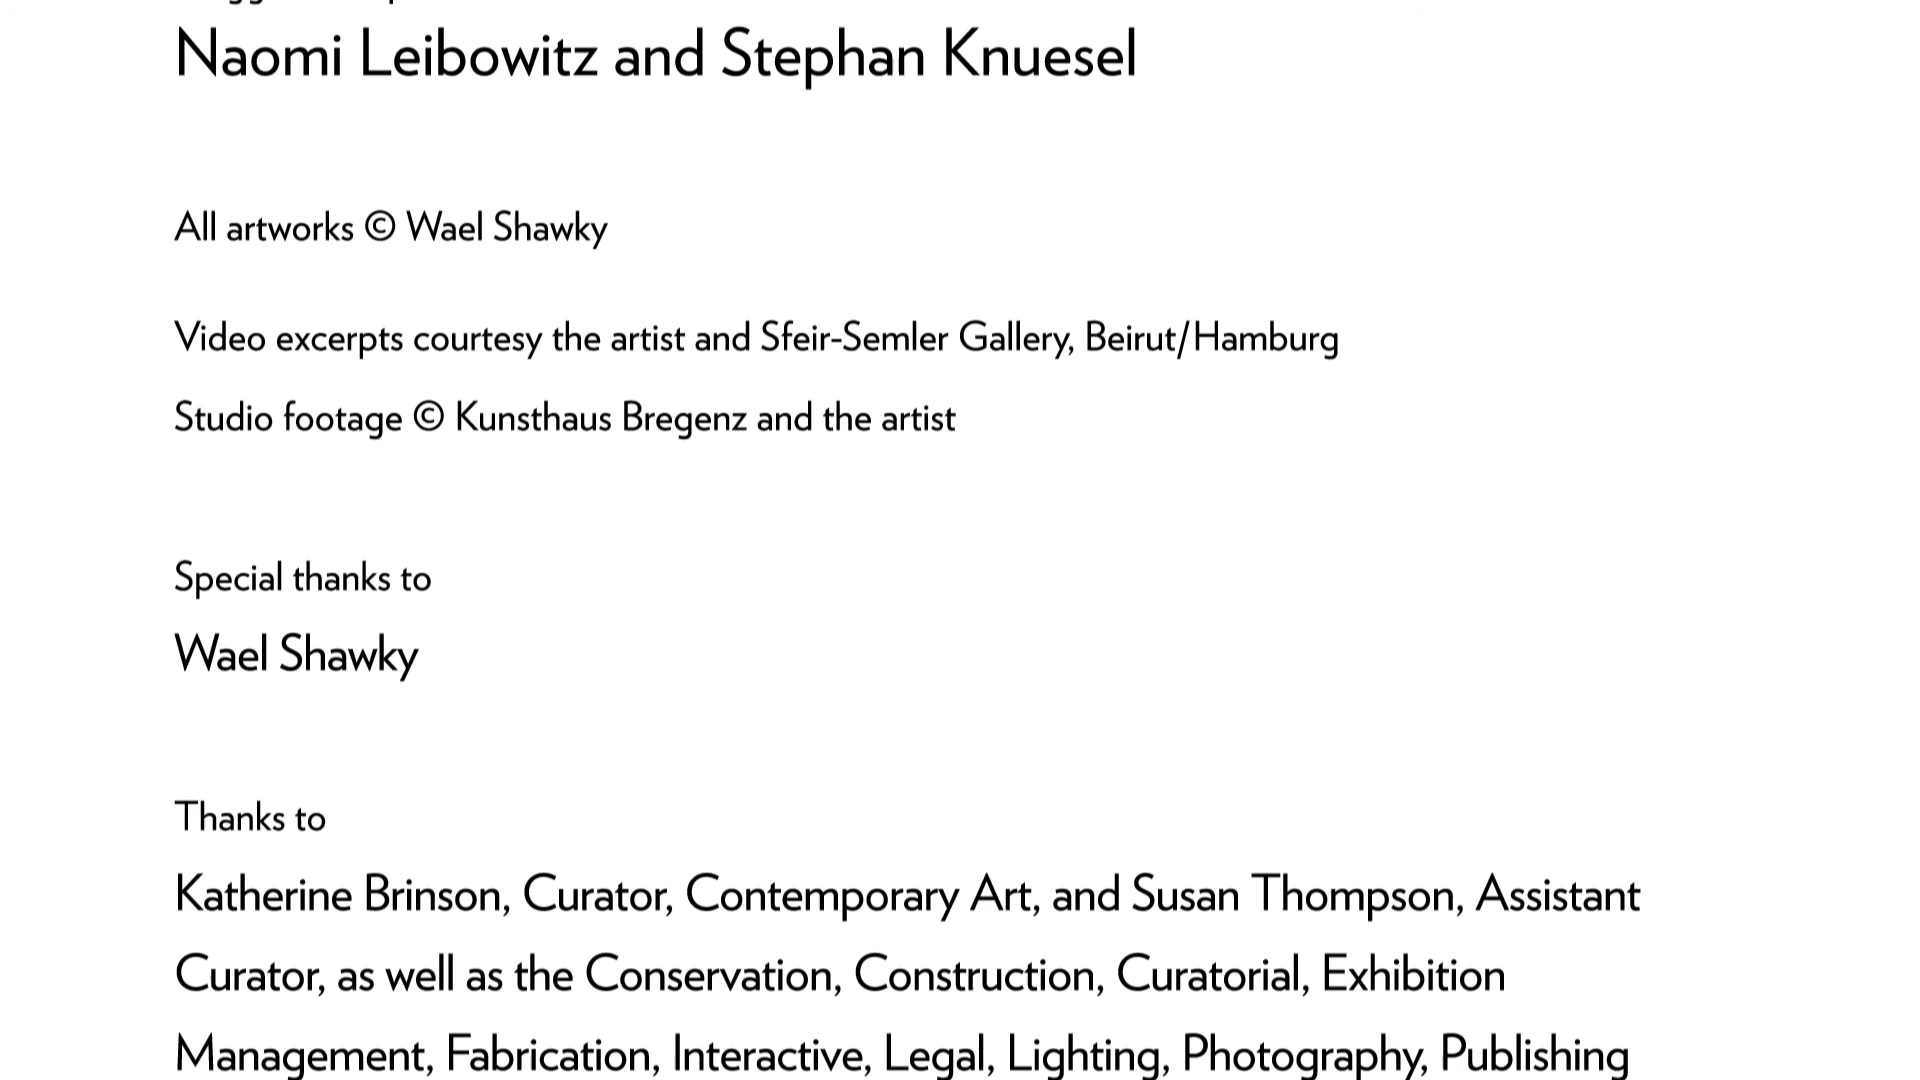 Naomi Leibowitz and Stephan Knuesel
All artworks © Wael Shawky
Video excerpts courtesy the artist and Sfeir-Semler Gallery, Beirut/Hamburg
Studio footage © Kunsthaus Bregenz and the artist
Special thanks to
Wael Shawky
Thanks to
Katherine Brinson, Curator, Contemporary Art, and Susan Thompson, Assistant
Curator, as well as the Conservation, Construction, Curatorial, Exhibition
Management, Fabrication, Interactive, Legal, Lighting, Photography, Publishing